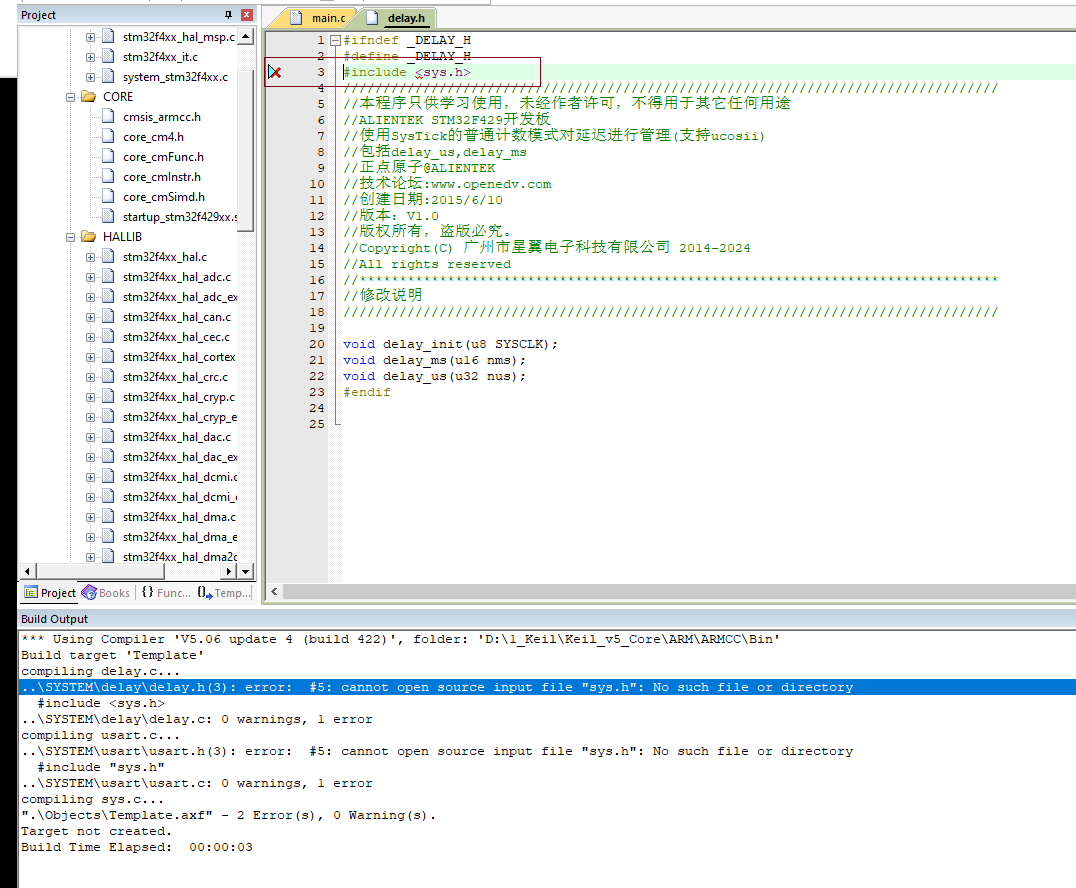 Project
stm32f4xx_hal_msp.c
stm32f4xx_it.c
system_stm32f4xx.c
CORE
cmsis_armcc.h
core_cm4.h
core_cmFunc.h
core_cmInstr.h
core_cmSimd.h
startup_stm32f429xx.s
HALLIB
stm32f4xx_hal.c
stm32f4xx_hal_adc.c
stm32f4xx_hal_adc_ex
stm32f4xx_hal_can.c
stm32f4xx_hal_cec.c
stm32f4xx_hal_cortex
stm32f4xx_hal_crc.c
stm32f4xx_hal_cryp.c
stm32f4xx_hal_cryp_e
stm32f4xx_hal_dac.c
stm32f4xx_hal_dac_ex
stm32f4xx_hal_dcmi.c
stm32f4xx_hal_dcmi_e
stm32f4xx_hal_dma.c
stm32f4xx_hal_dma_e
stm32f4xx_hal_dma2d
Project Books {} Func... Temp...
main.c delay.h
1 #ifndef _DELAY_H
2 #define _DELAY_H
3 #include <sys.h>
4 //////////////////////////////////////////////////////////////////////////////////
5 //本程序只供学习使用，未经作者许可，不得用于其它任何用途
6 //ALIENTEK STM32F429开发板
7 //使用SysTick的普通计数模式对延迟进行管理(支持ucosii)
8 //包括delay_us,delay_ms
9 //正点原子@ALIENTEK
10 //技术论坛:www.openedv.com
11 //创建日期:2015/6/10
12 //版本：V1.0
13 //版权所有，盗版必究。
14 //Copyright(C) 广州市星翼电子科技有限公司 2014-2024
15 //All rights reserved
16 //********************************************************************************
17 //修改说明
18 //////////////////////////////////////////////////////////////////////////////////
19
20 void delay_init(u8 SYSCLK);
21 void delay_ms(u16 nms);
22 void delay_us(u32 nus);
23 #endif
24
25
Build Output
*** Using Compiler 'V5.06 update 4 (build 422)', folder: 'D:\1_Keil\Keil_v5_Core\ARM\ARMCC\Bin'
Build target 'Template'
compiling delay.c...
..\SYSTEM\delay\delay.h(3): error:  #5: cannot open source input file "sys.h": No such file or directory
#include <sys.h>
..\SYSTEM\delay\delay.c: 0 warnings, 1 error
compiling usart.c...
..\SYSTEM\usart\usart.h(3): error:  #5: cannot open source input file "sys.h": No such file or directory
#include "sys.h"
..\SYSTEM\usart\usart.c: 0 warnings, 1 error
compiling sys.c...
".\Objects\Template.axf" - 2 Error(s), 0 Warning(s).
Target not created.
Build Time Elapsed:  00:00:03